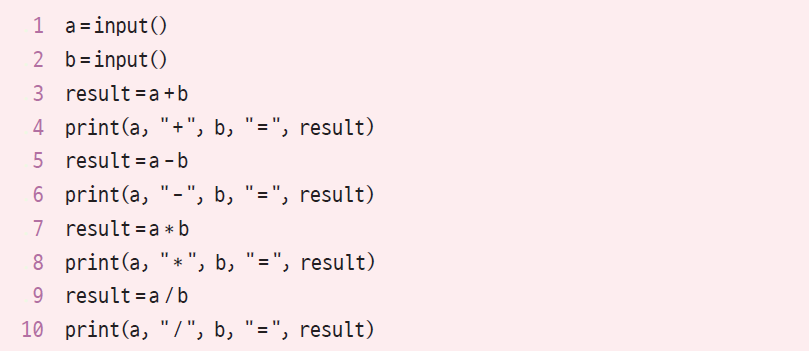 1 a=input()
2 b=input()
3 result=a+b
4 print(a, "+", b, "=", result)
5 result=a-b
6 print(a, "-", b, "=", result)
7 result=a*b
8 print(a, "*", b, "=", result)
9 result=a/b
10 print(a, "/", b, "=", result)